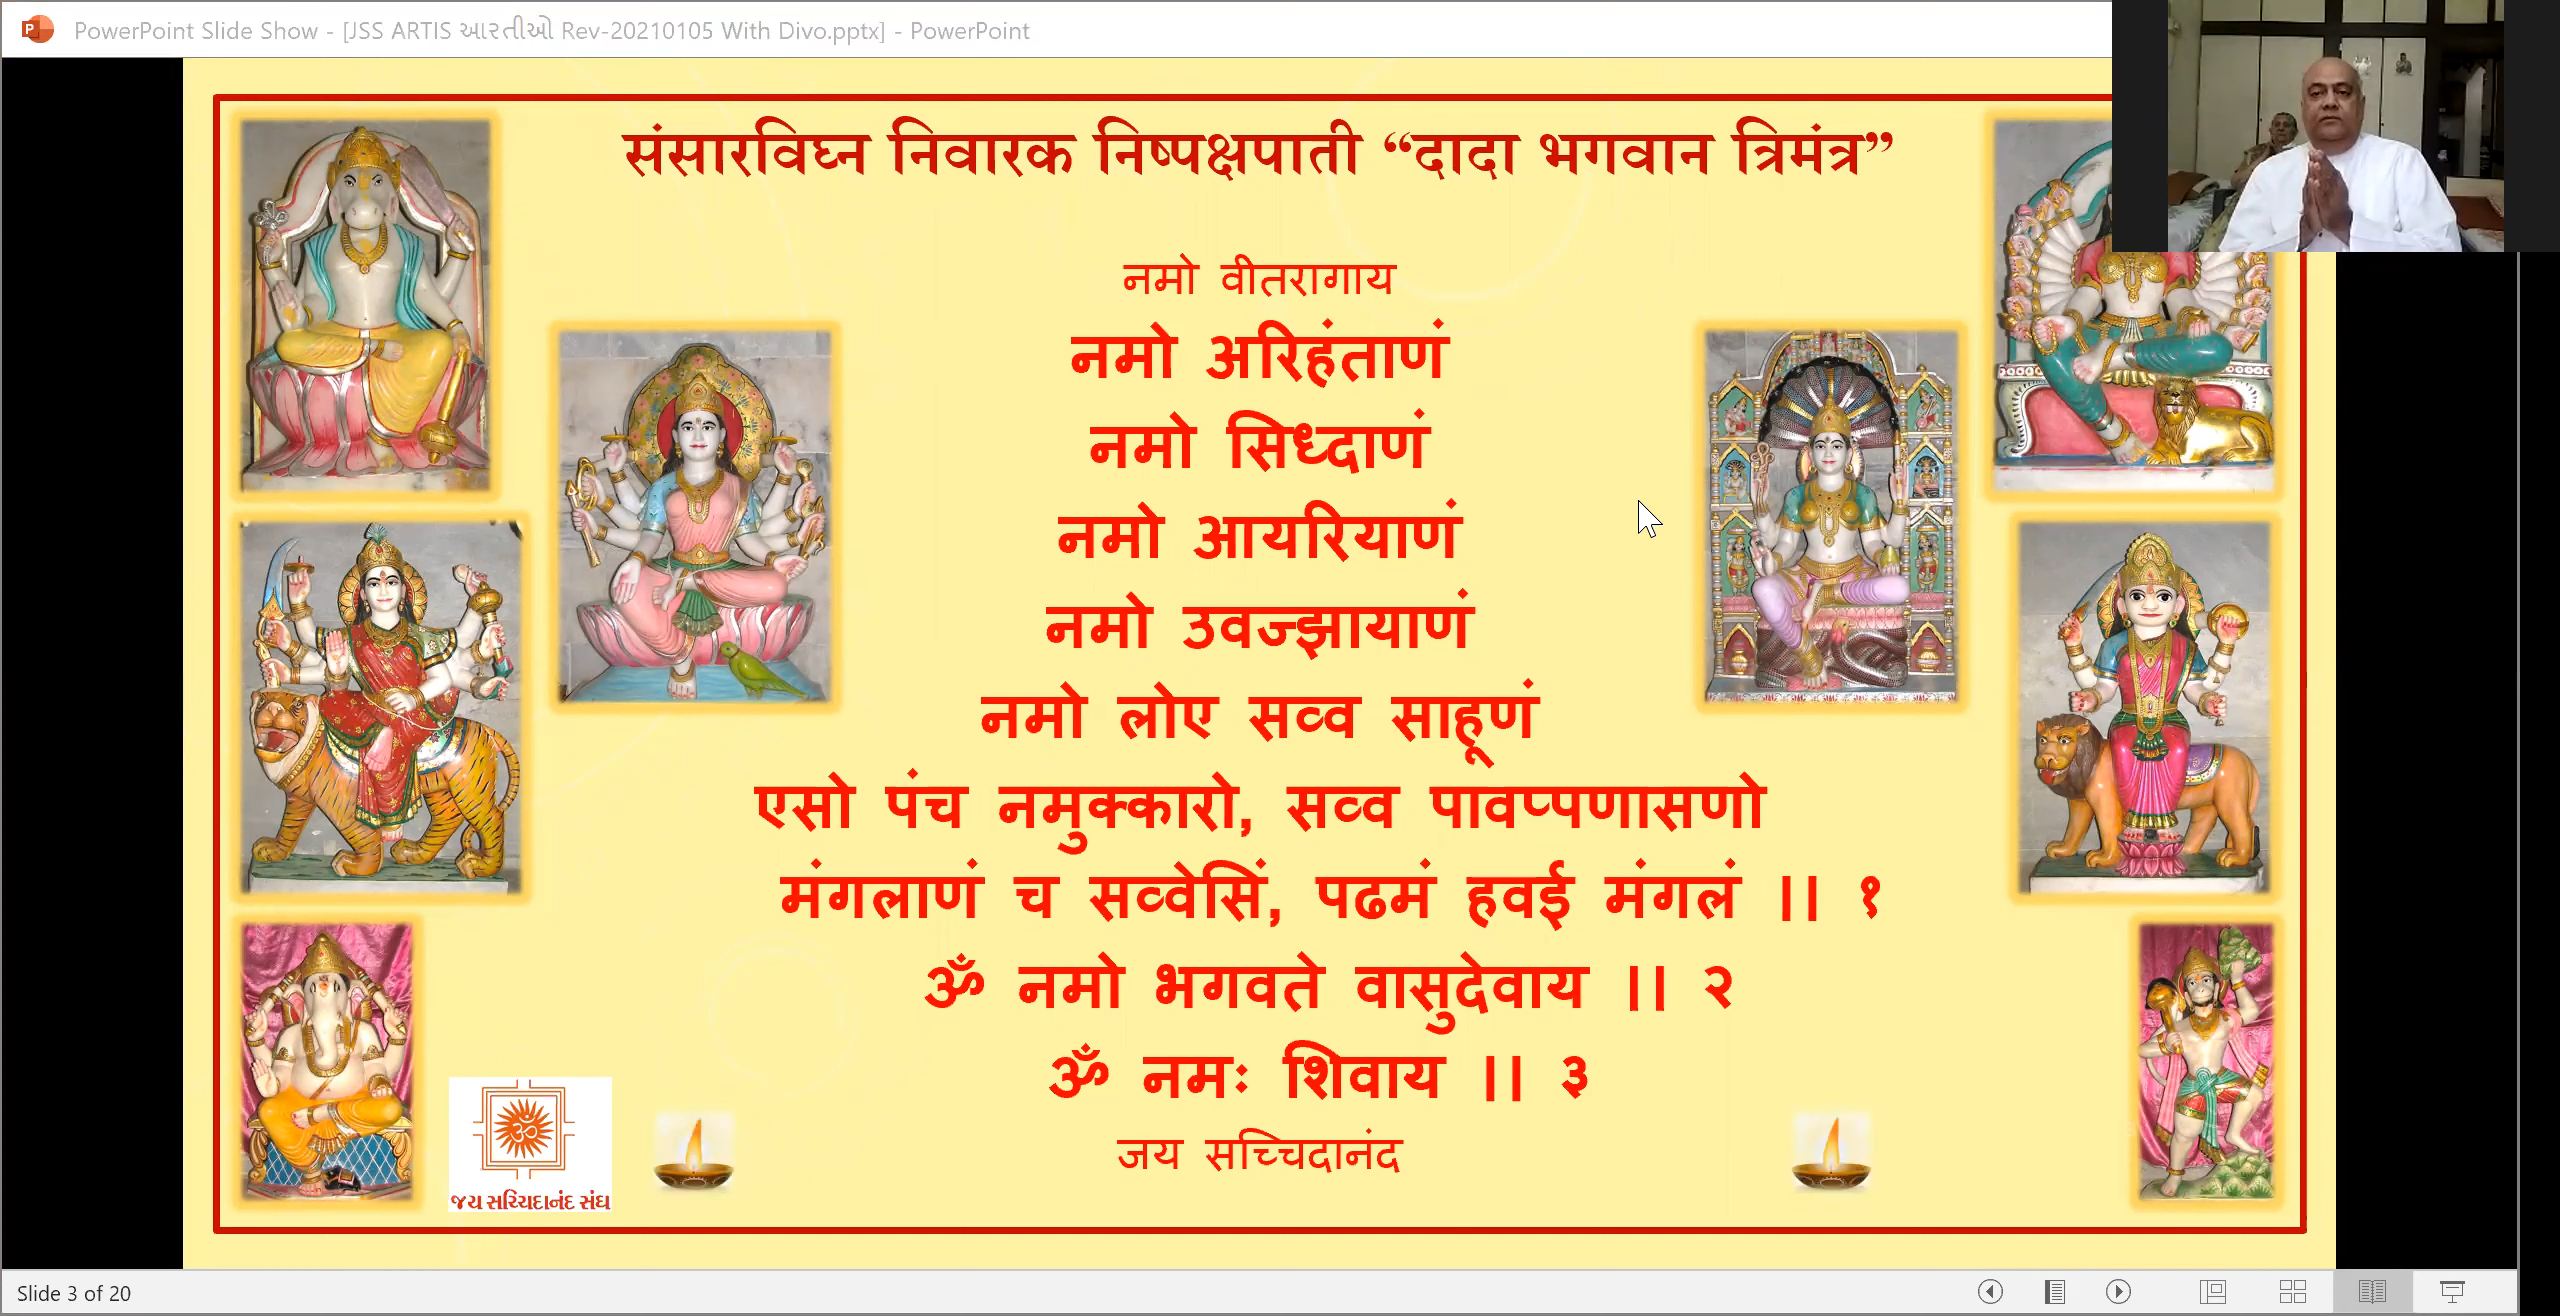 PowerPoint Slide Show - [JSS ARTIS આરતીઓ Rev-20210105 With Divo.pptx] - PowerPoint
संसारविघ्न निवारक निष्पक्षपाती “दादा भगवान त्रिमंत्र”
नमो वीतरागाय
नमो अरिहंताणं
नमो सिध्दाणं
नमो आयरियाणं
नमो उवज्झायाणं
नमो लोए सव्व साहूणं
एसो पंच नमुक्कारो, सव्व पावप्पणासणो
मंगलाणं च सव्वेसिं, पढमं हवई मंगलं ।। १
ॐ नमो भगवते वासुदेवाय ।। २
ॐ नमः शिवाय ।। ३
जय सच्चिदानंद
જય સચ્ચિદાનંદ સંઘ
Slide 3 of 20